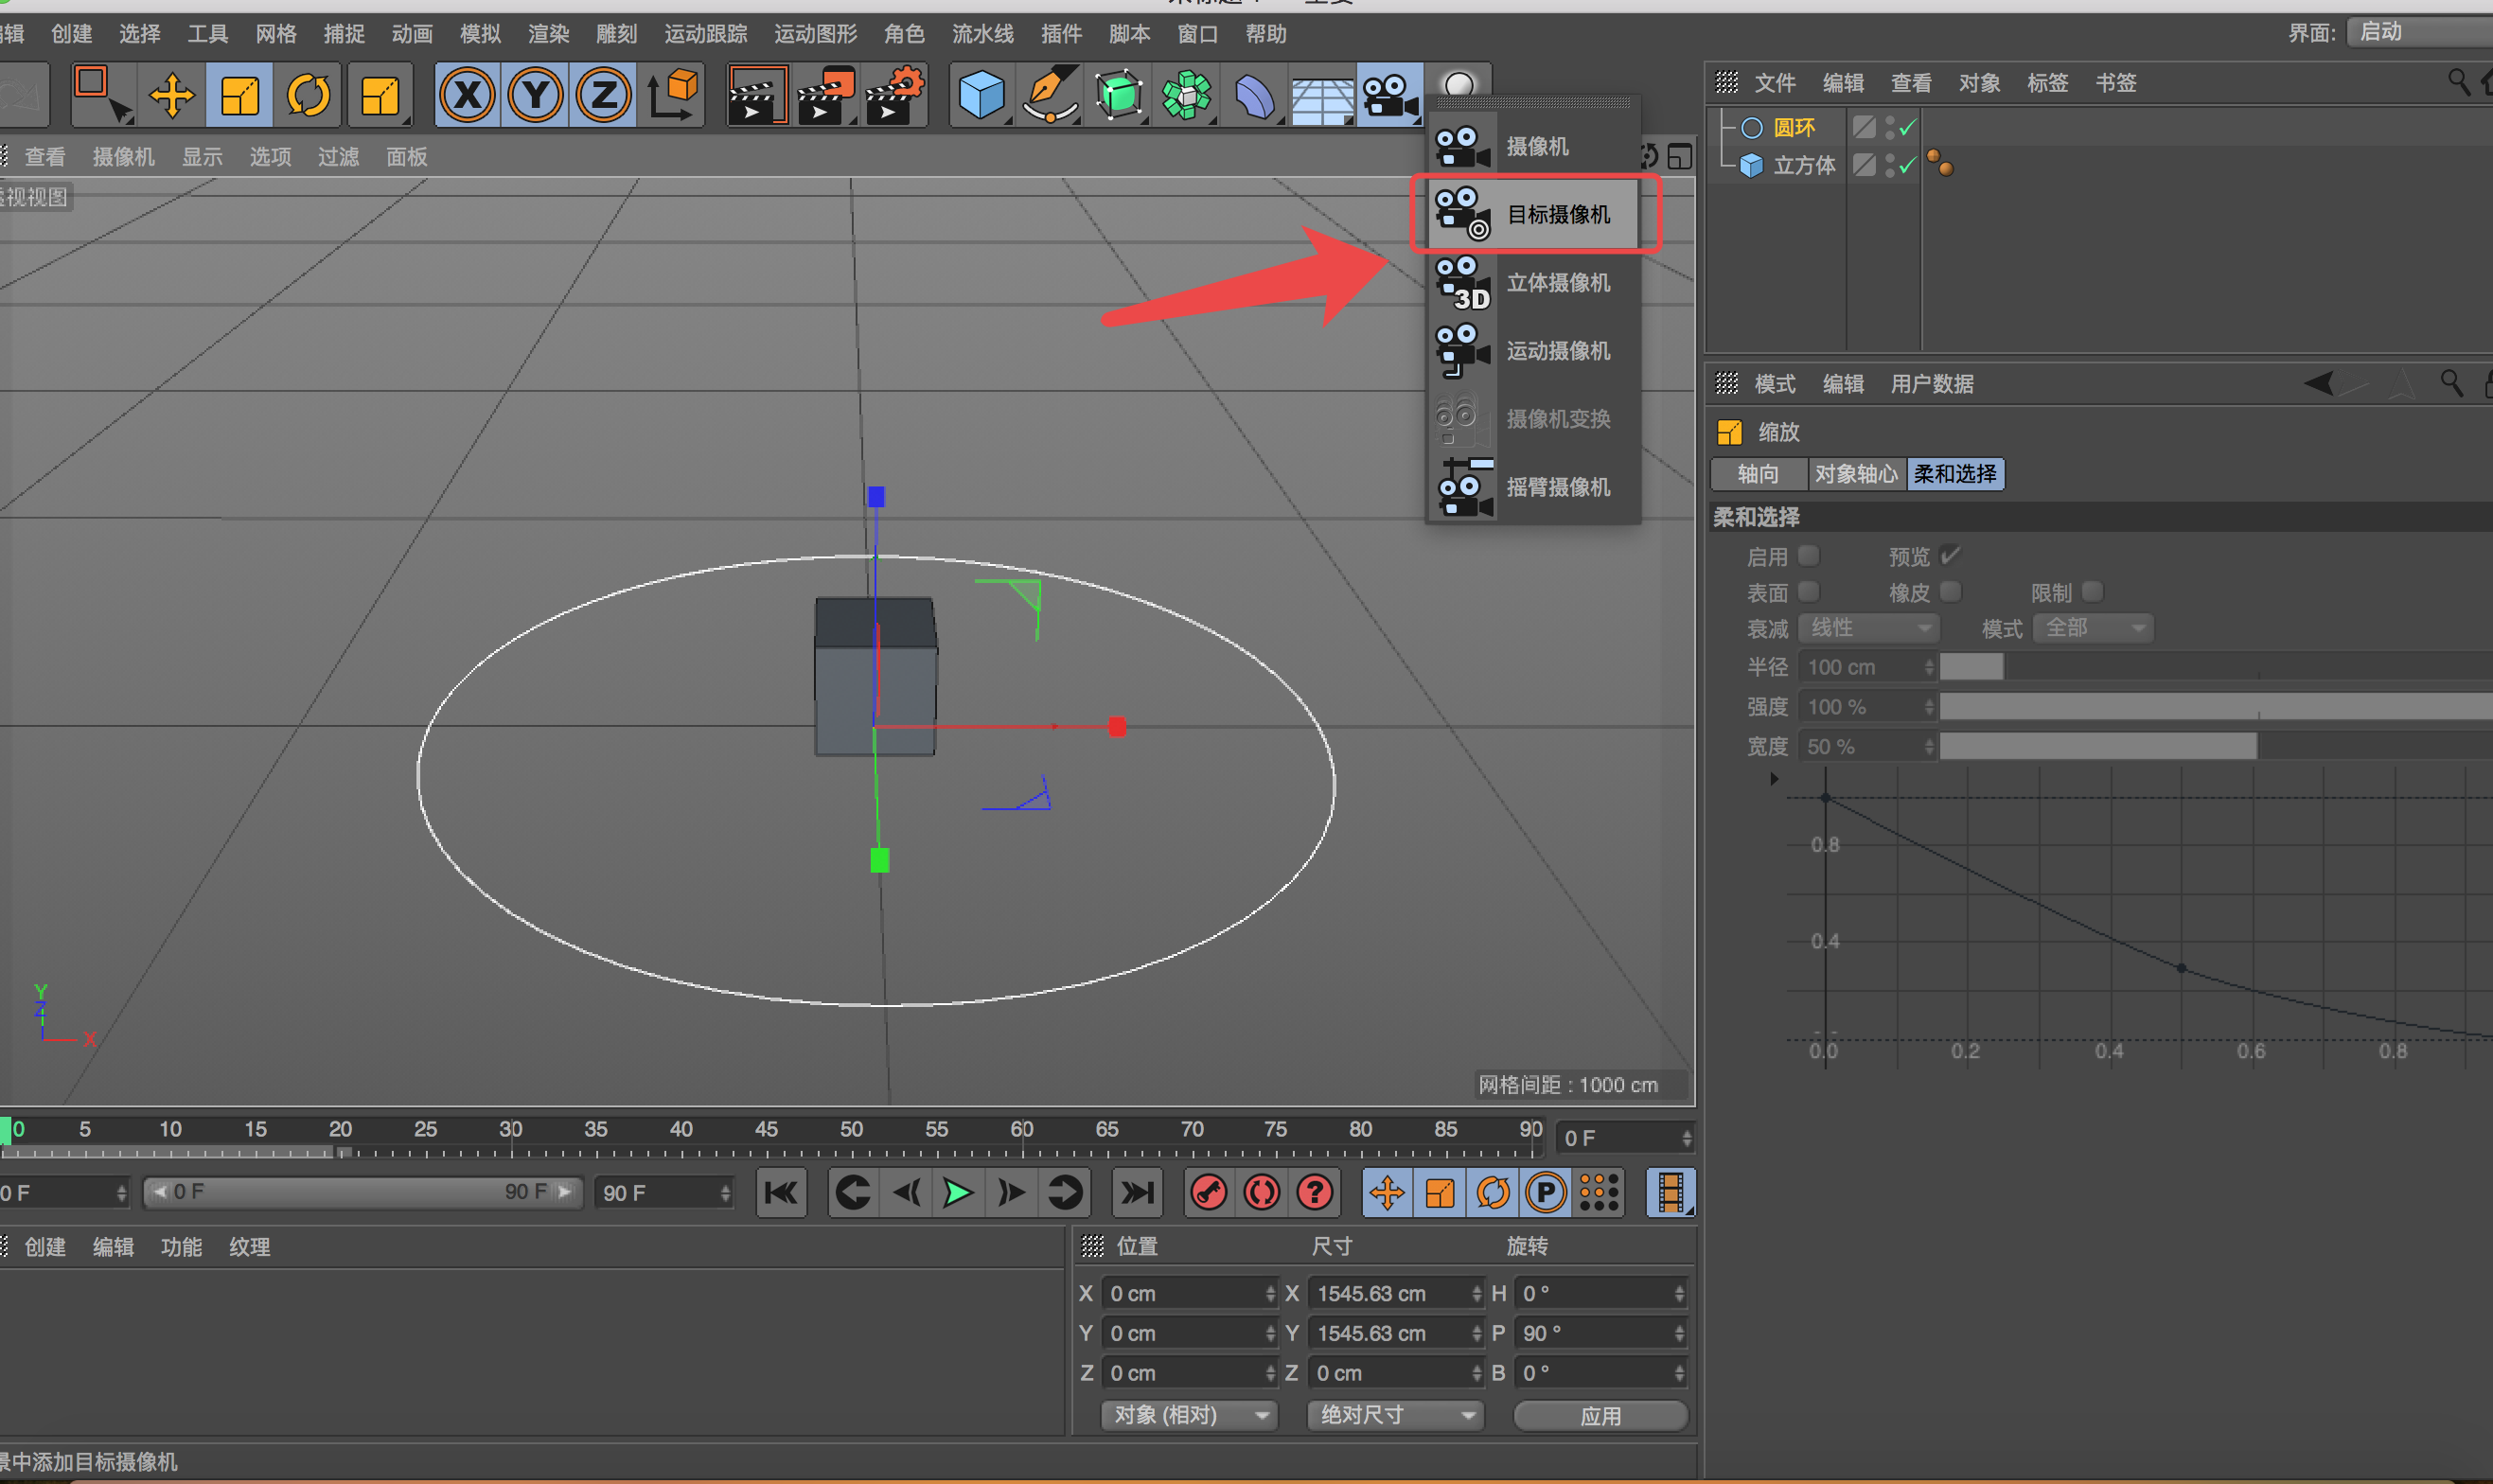 创建 选择 工具 网格 捕捉 动画 模拟 渲染 雕刻 运动跟踪 运动图形 角色 流水线 插件 脚本 窗口 帮助
界面: 启动
X Y Z
查看 摄像机 显示 选项 过滤 面板
视视图
摄像机
目标摄像机
3D
立体摄像机
运动摄像机
摄像机变换
摇臂摄像机
Y
Z
X
网格间距 : 1000 cm
文件 编辑 查看 对象 标签 书签
圆环
立方体
模式 编辑 用户数据
缩放
轴向 对象轴心 柔和选择
柔和选择
启用 预览
表面 橡皮 限制
衰减 线性 模式 全部
半径 100 cm
强度 100 %
宽度 50 %
0.8
0.4
0.0 0.2 0.4 0.6 0.8
0 5 10 15 20 25 30 35 40 45 50 55 60 65 70 75 80 85 90 0 F
0 F 0 F 90 F 90 F ? P
创建 编辑 功能 纹理
位置 尺寸 旋转
X 0 cm X 1545.63 cm H 0 °
Y 0 cm Y 1545.63 cm P 90 °
Z 0 cm Z 0 cm B 0 °
对象 (相对) 绝对尺寸 应用
景中添加目标摄像机